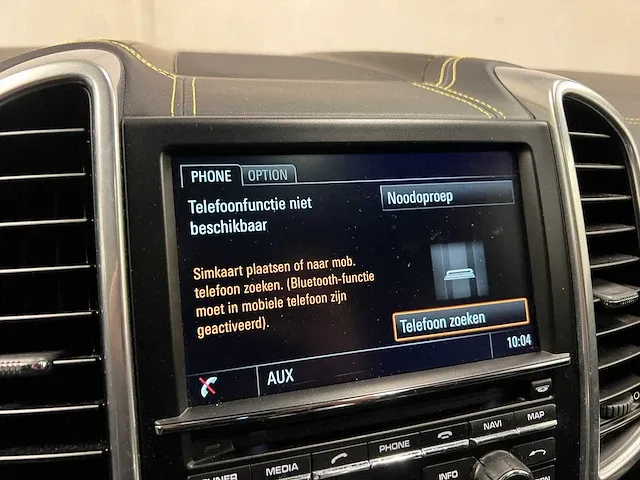 PHONE OPTION
Telefoonfunctie niet
beschikbaar
Noodoproep
Simkaart plaatsen of naar mob.
telefoon zoeken. (Bluetooth-functie
moet in mobiele telefoon zijn
geactiveerd).
Telefoon zoeken
AUX
10:04
MEDIA PHONE NAVI MAP
INFO